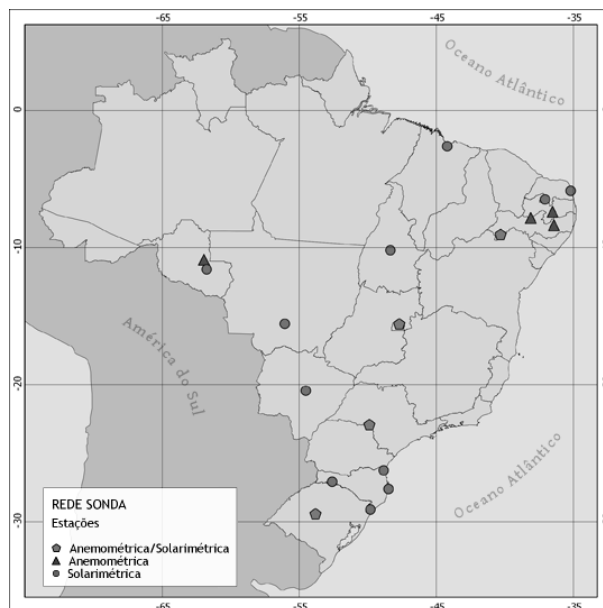 -65 -55 -45 -35
Oceano Atlântico
0
-10
América do Sul
-20
Oceano Atlântico
-30
REDE SONDA
Estações
Anemométrica/Solarimétrica
Anemométrica
Solarimétrica
-65 -55 -45 -35